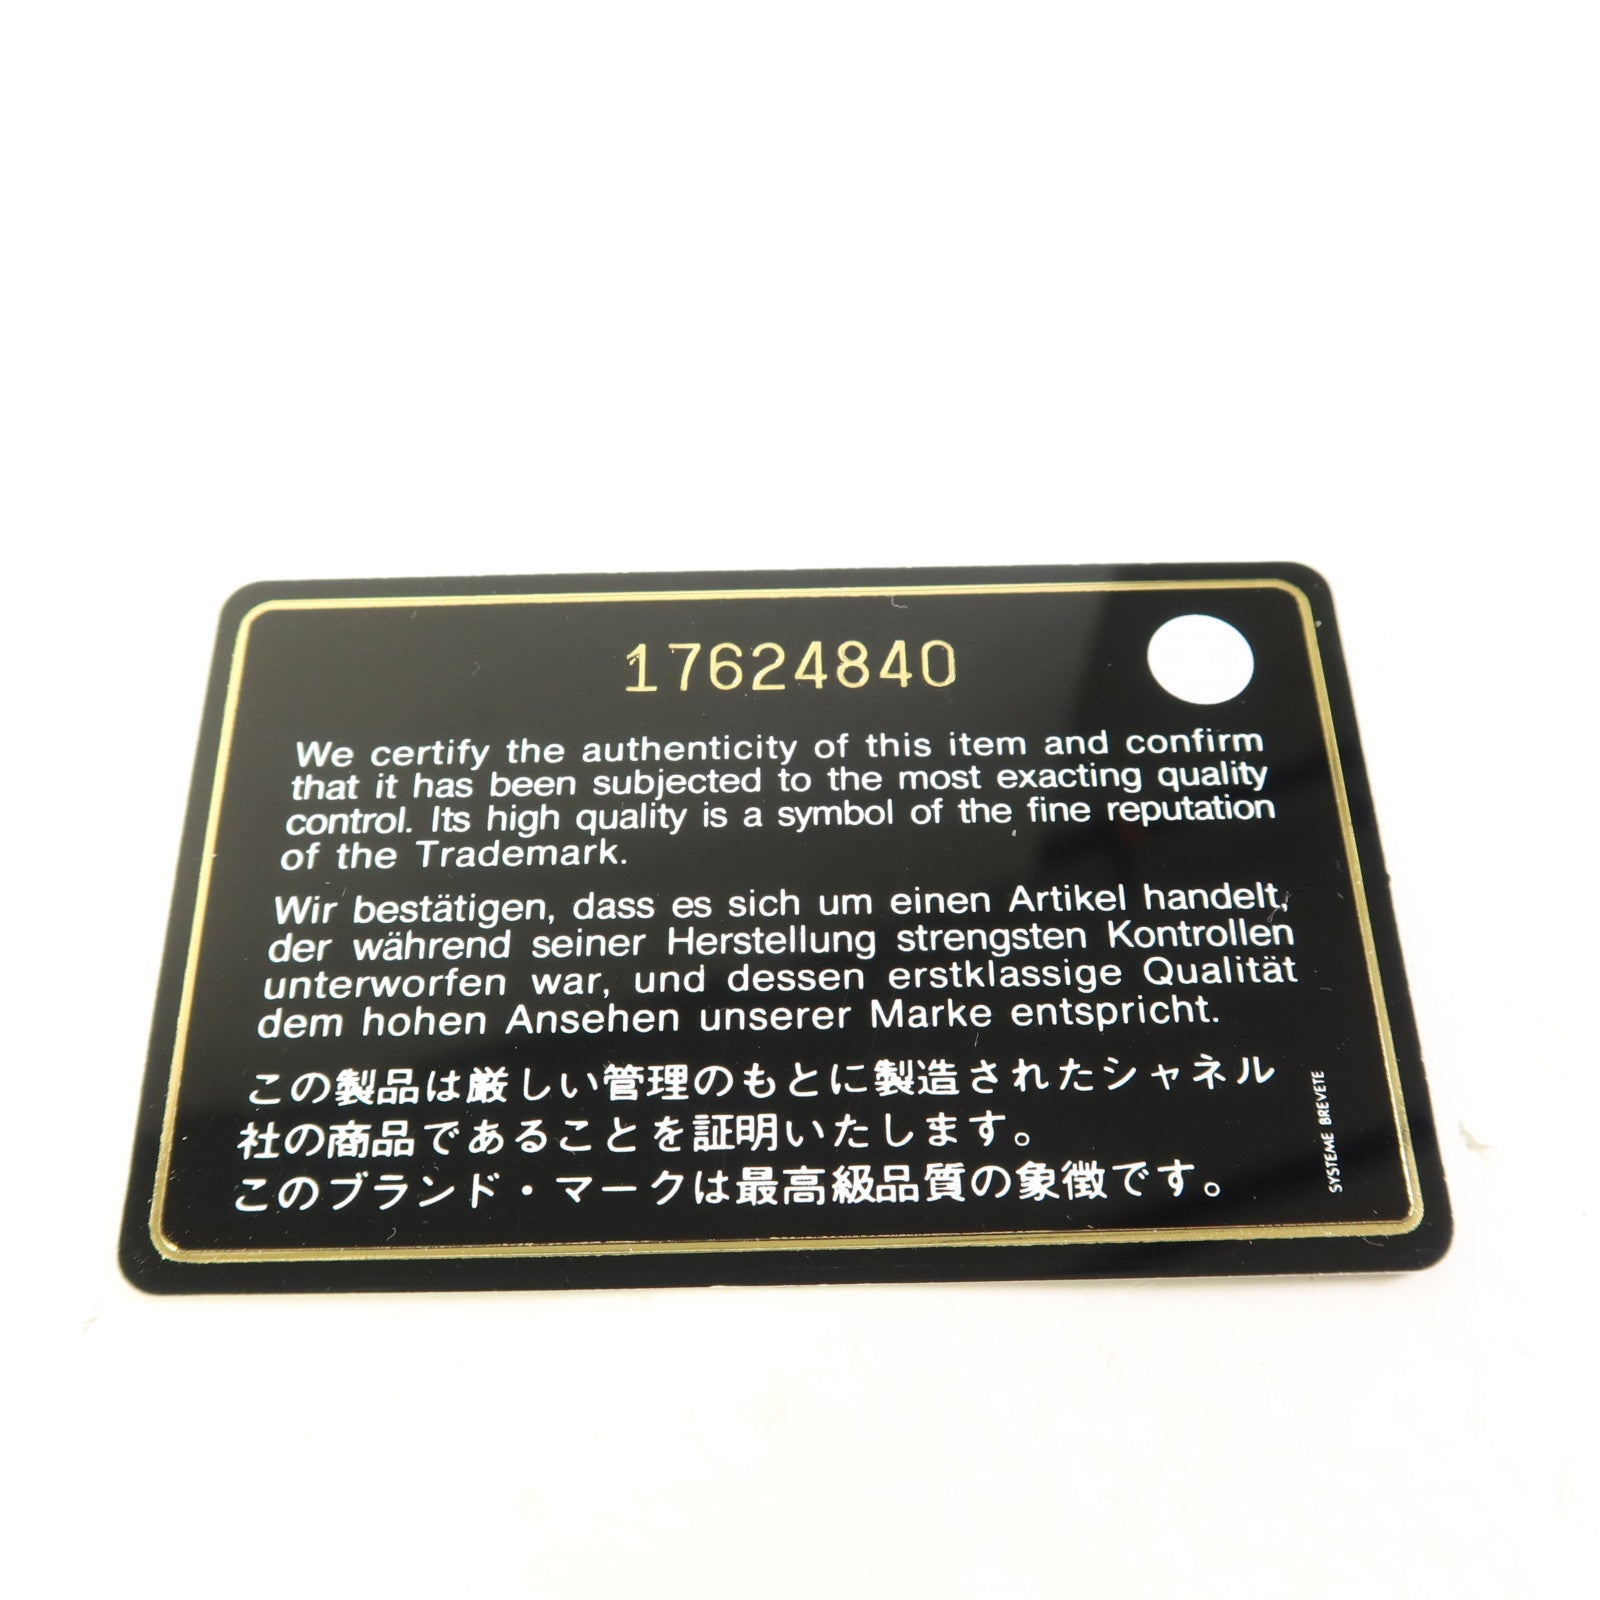 17624840
We certify the authenticity of this item and confirm
that it has been subjected to the most exacting quality
control. Its high quality is a symbol of the fine reputation
of the Trademark.
Wir bestätigen, dass es sich um einen Artikel handelt,
der während seiner Herstellung strengsten Kontrollen
unterworfen war, und dessen erstklassige Qualität
dem hohen Ansehen unserer Marke entspricht.
この製品は厳しい管理のもとに製造されたシャネル
社の商品であることを証明いたします。
このブランド・マークは最高級品質の象徴です。
SYSTEME BREVETE